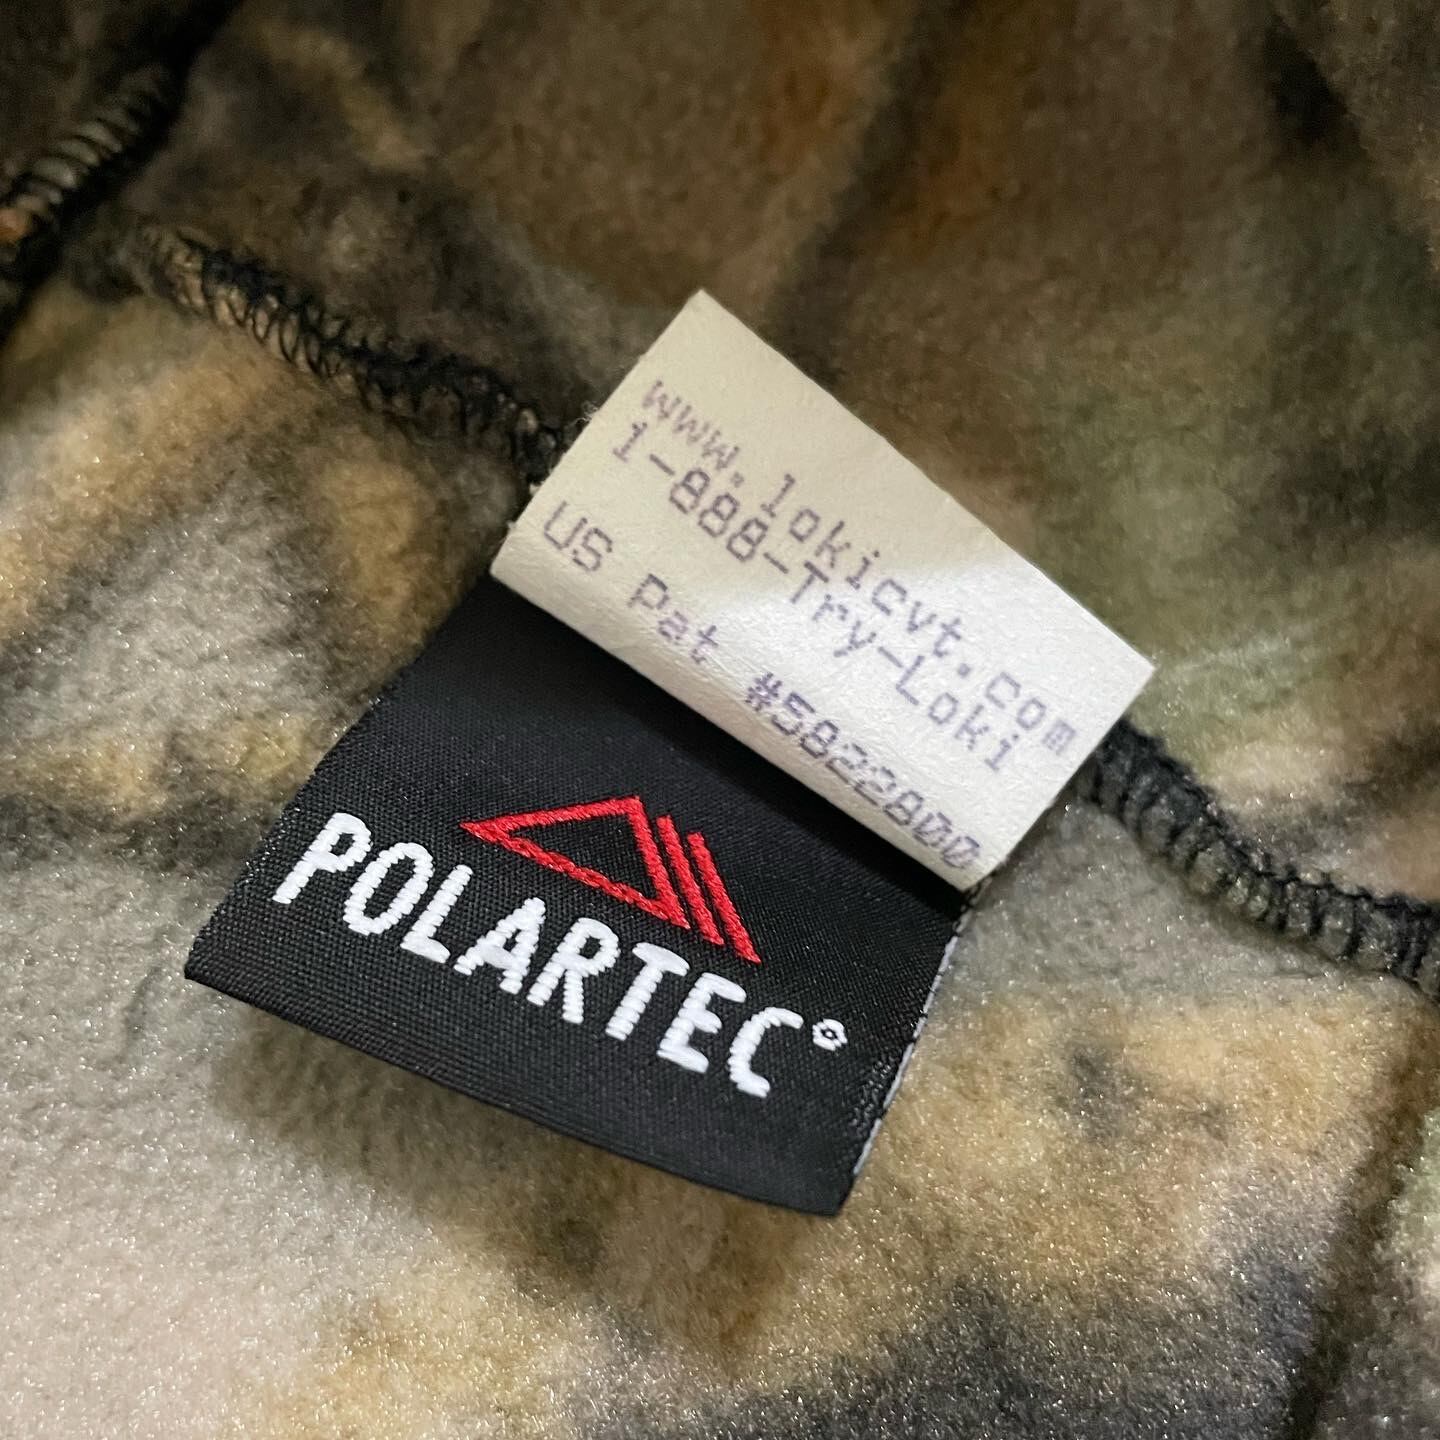 www.lokicvt.com
1-888-Try-Loki
US Pat #5822800
POLARTEC®